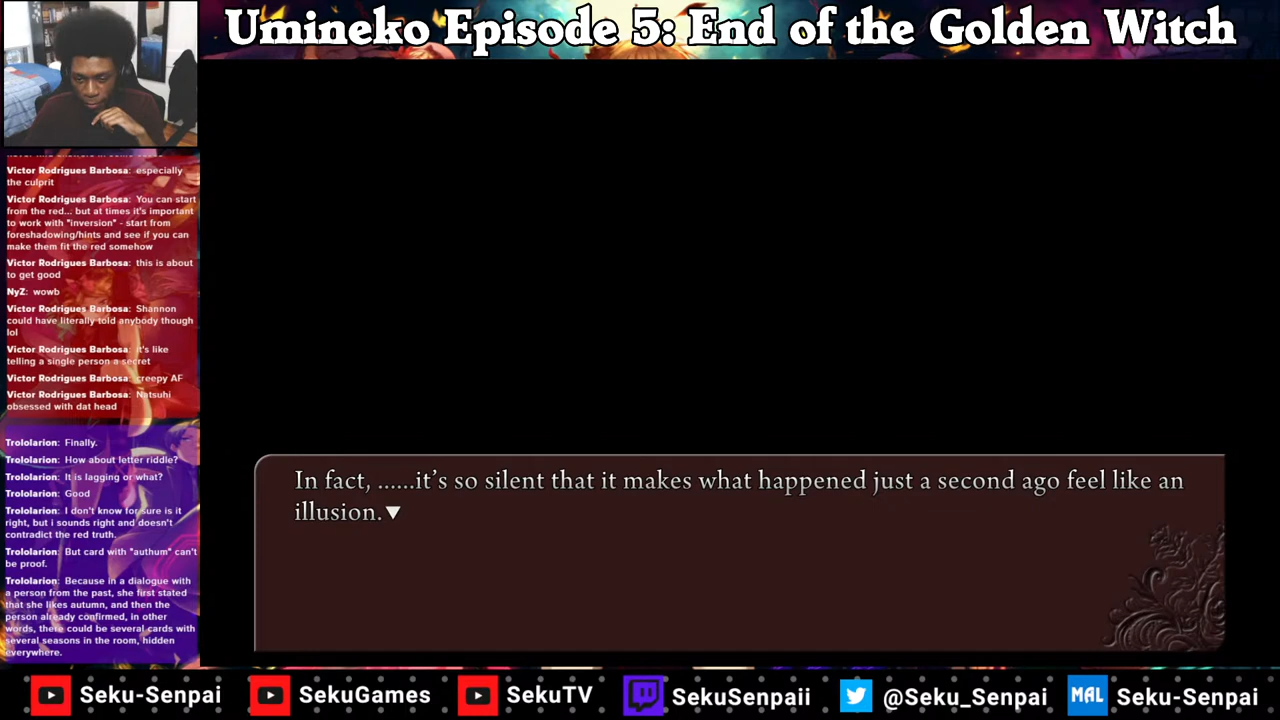 Umineko Episode 5: End of the Golden Witch
Victor Rodrigues Barbosa: especially
the culprit
Victor Rodrigues Barbosa: You can start
from the red... but at times it's important
to work with "inversion" - start from
foreshadowing/hints and see if you can
make them fit the red somehow
Victor Rodrigues Barbosa: this is about
to get good
NyZ: wowb
Victor Rodrigues Barbosa: Shannon
could have literally told anybody though
lol
Victor Rodrigues Barbosa: it's like
telling a single person a secret
Victor Rodrigues Barbosa: creepy AF
Victor Rodrigues Barbosa: Natsuhi
obsessed with dat head
Trololarion: Finally.
Trololarion: How about letter riddle?
Trololarion: It is lagging or what?
Trololarion: Good
Trololarion: I don't know for sure is it
right, but i sounds right and doesn't
contradict the red truth.
Trololarion: But card with "authum" can't
be proof.
Trololarion: Because in a dialogue with
a person from the past, she first stated
that she likes autumn, and then the
person already confirmed, in other
words, there could be several cards with
several seasons in the room, hidden
everywhere.
In fact, ......it's so silent that it makes what happened just a second ago feel like an
illusion.▼
Seku-Senpai
SekuGames
SekuTV
SekuSenpaii
@Seku_Senpai
MAL
Seku-Senpai